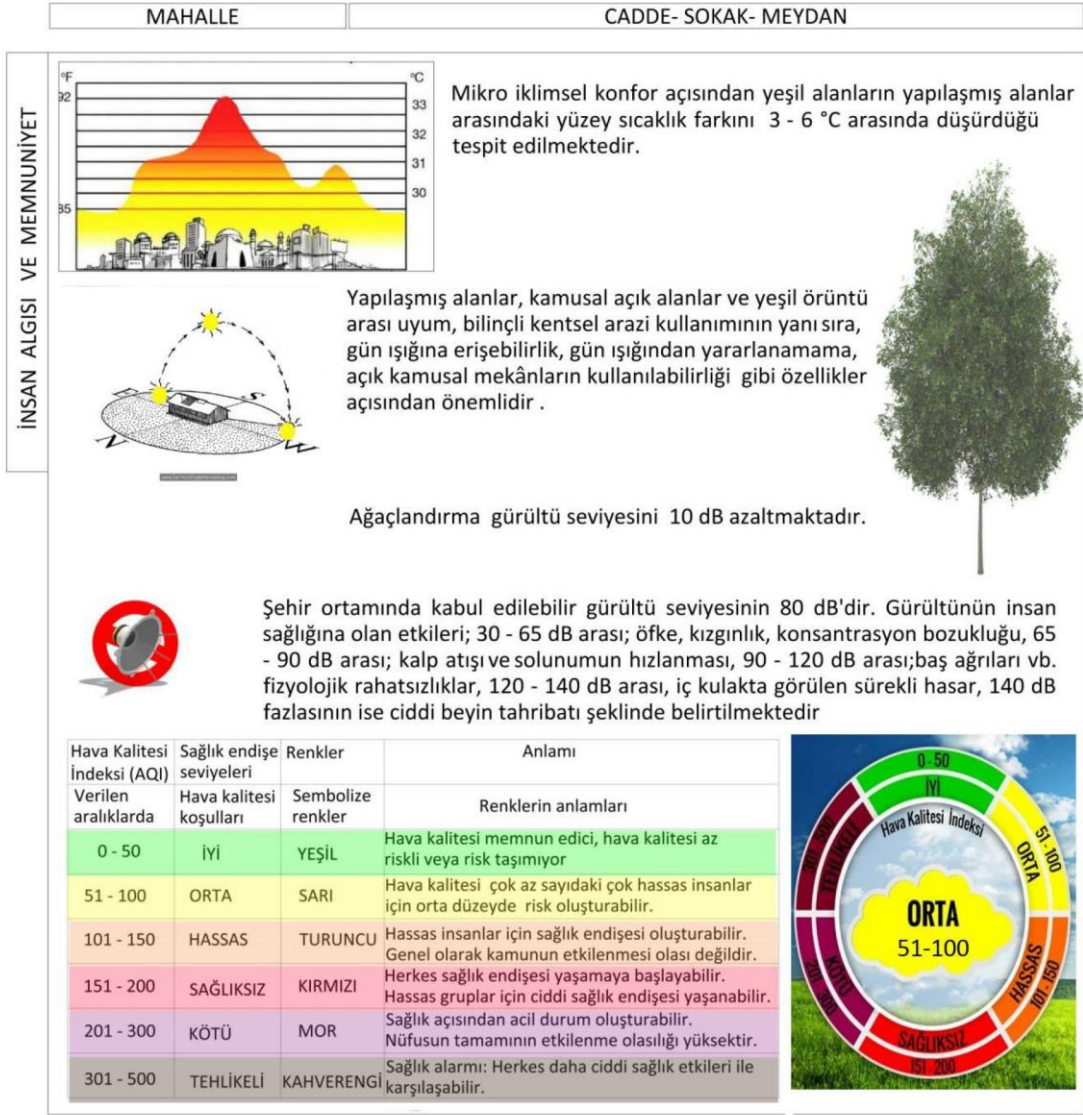 MAHALLE
CADDE- SOKAK- MEYDAN
İNSAN ALGISI VE MEMNUNİYET
°F
°C
92
33
32
31
30
85
Mikro iklimsel konfor açısından yeşil alanların yapılaşmış alanlar
arasındaki yüzey sıcaklık farkını 3 - 6 °C arasında düşürdüğü
tespit edilmektedir.
Yapılaşmış alanlar, kamusal açık alanlar ve yeşil örüntü
arası uyum, bilinçli kentsel arazi kullanımının yanı sıra,
gün ışığına erişebilirlik, gün ışığından yararlanamama,
açık kamusal mekânların kullanılabilirliği gibi özellikler
açısından önemlidir .
E
S
N
W
Ağaçlandırma gürültü seviyesini 10 dB azaltmaktadır.
Şehir ortamında kabul edilebilir gürültü seviyesinin 80 dB'dir. Gürültünün insan
sağlığına olan etkileri; 30 - 65 dB arası; öfke, kızgınlık, konsantrasyon bozukluğu, 65
- 90 dB arası; kalp atışı ve solunumun hızlanması, 90 - 120 dB arası;baş ağrıları vb.
fizyolojik rahatsızlıklar, 120 - 140 dB arası, iç kulakta görülen sürekli hasar, 140 dB
fazlasının ise ciddi beyin tahribatı şeklinde belirtilmektedir
Hava Kalitesi
İndeksi (AQI)
Sağlık endişe
seviyeleri
Renkler
Anlamı
Verilen
aralıklarda
Hava kalitesi
koşulları
Sembolize
renkler
Renklerin anlamları
0 - 50
İYİ
YEŞİL
Hava kalitesi memnun edici, hava kalitesi az
riskli veya risk taşımıyor
51 - 100
ORTA
SARI
Hava kalitesi çok az sayıdaki çok hassas insanlar
için orta düzeyde risk oluşturabilir.
101 - 150
HASSAS
TURUNCU
Hassas insanlar için sağlık endişesi oluşturabilir.
Genel olarak kamunun etkilenmesi olası değildir.
151 - 200
SAĞLIKSIZ
KIRMIZI
Herkes sağlık endişesi yaşamaya başlayabilir.
Hassas gruplar için ciddi sağlık endişesi yaşanabilir.
201 - 300
KÖTÜ
MOR
Sağlık açısından acil durum oluşturabilir.
Nüfusun tamamının etkilenme olasılığı yüksektir.
301 - 500
TEHLİKELİ
KAHVERENGİ
Sağlık alarmı: Herkes daha ciddi sağlık etkileri ile
karşılaşabilir.
0 - 50
İYİ
Hava Kalitesi İndeksi
51 - 100
ORTA
HASSAS
101 - 150
SAĞLIKSIZ
151 - 200
KÖTÜ
201 - 300
TEHLİKELİ
301 - 500
ORTA
51-100